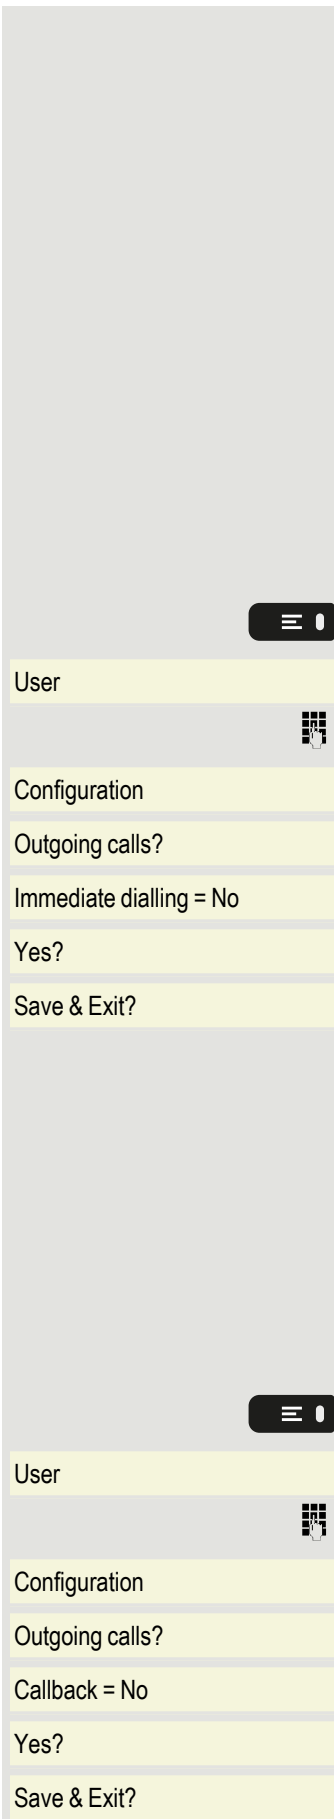 User
Configuration
Outgoing calls?
Immediate dialling = No
Yes?
Save & Exit?
User
Configuration
Outgoing calls?
Callback = No
Yes?
Save & Exit?